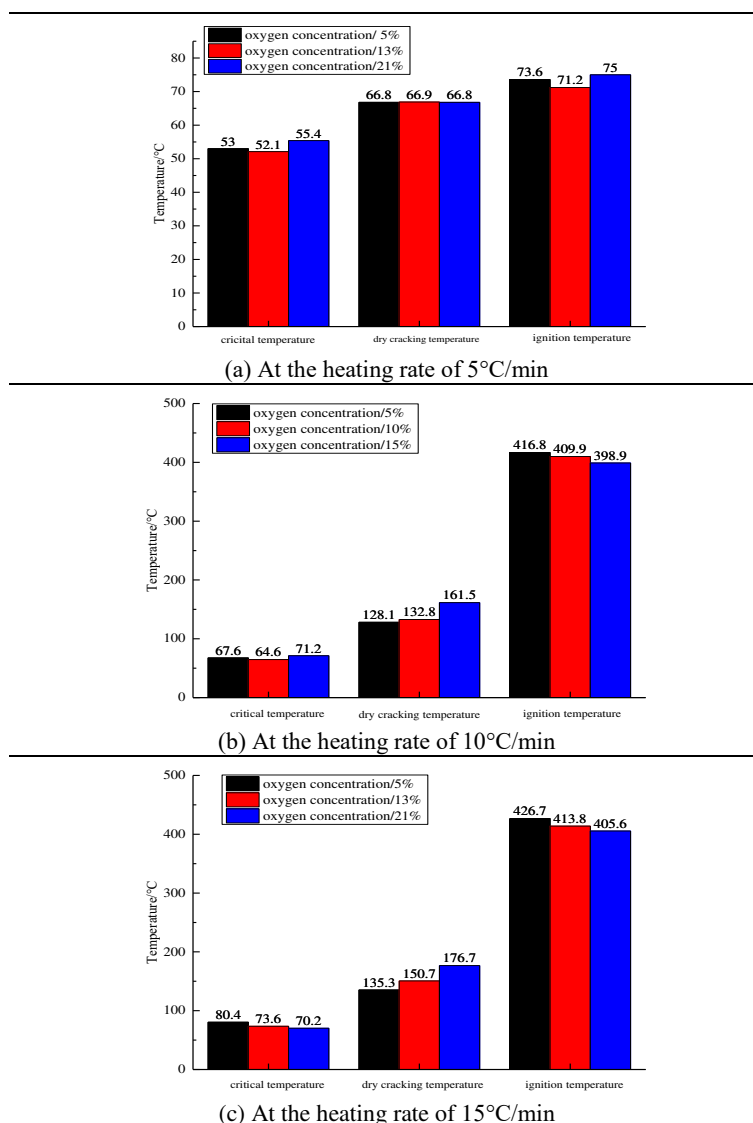 oxygen concentration/ 5%
oxygen concentration/13%
oxygen concentration/21%
80
70
60
50
40
30
20
10
0
Temperature/°C
53 52.1 55.4
66.8 66.9 66.8
73.6 71.2 75
cricital temperature dry cracking temperature ignition temperature
(a) At the heating rate of 5°C/min
oxygen concentration/5%
oxygen concentration/10%
oxygen concentration/15%
500
400
300
200
100
0
Temperature/°C
67.6 64.6 71.2
128.1 132.8 161.5
416.8 409.9 398.9
critical temperature dry cracking temperature ignition temperature
(b) At the heating rate of 10°C/min
oxygen concentration/5%
oxygen concentration/13%
oxygen concentration/21%
500
400
300
200
100
0
Temperature/°C
80.4 73.6 70.2
135.3 150.7 176.7
426.7 413.8 405.6
critical temperature dry cracking temperature ignition temperature
(c) At the heating rate of 15°C/min